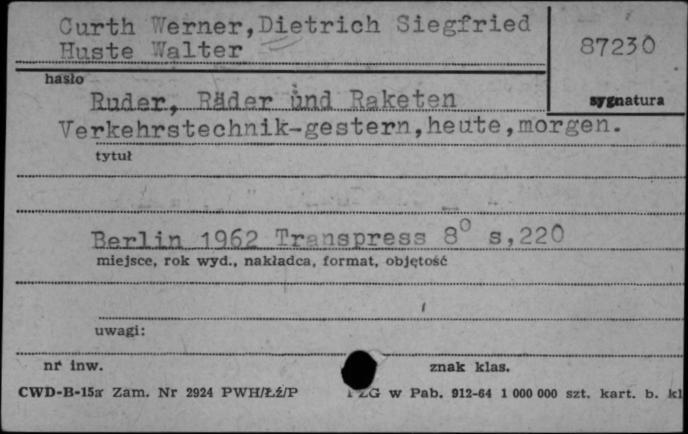 Curth Werner,Dietrich Siegfried
Huste Walter
87230
hasło
sygnatura
Ruder, Räder ùnd Raketen
Verkehrstechnik-gestern,heute,morgen.
tytuł
Berlin 1962 Transpress 8° s,220
miejsce, rok wyd., nakładca, format, objętość
uwagi:
nr inw.
znak klas.
CWD-B-15a Zam. Nr 2924 PWH/Łź/P
PZG w Pab. 912-64 1 000 000 szt. kart. b. kl